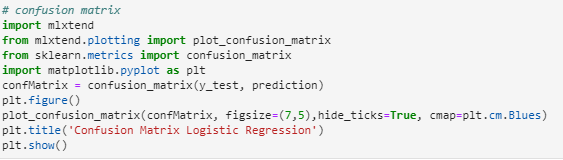 # confusion matrix
import mlxtend
from mlxtend.plotting import plot_confusion_matrix
from sklearn.metrics import confusion_matrix
import matplotlib.pyplot as plt
confMatrix = confusion_matrix(y_test, prediction)
plt.figure()
plot_confusion_matrix(confMatrix, figsize=(7,5),hide_ticks=True, cmap=plt.cm.Blues)
plt.title('Confusion Matrix Logistic Regression')
plt.show()